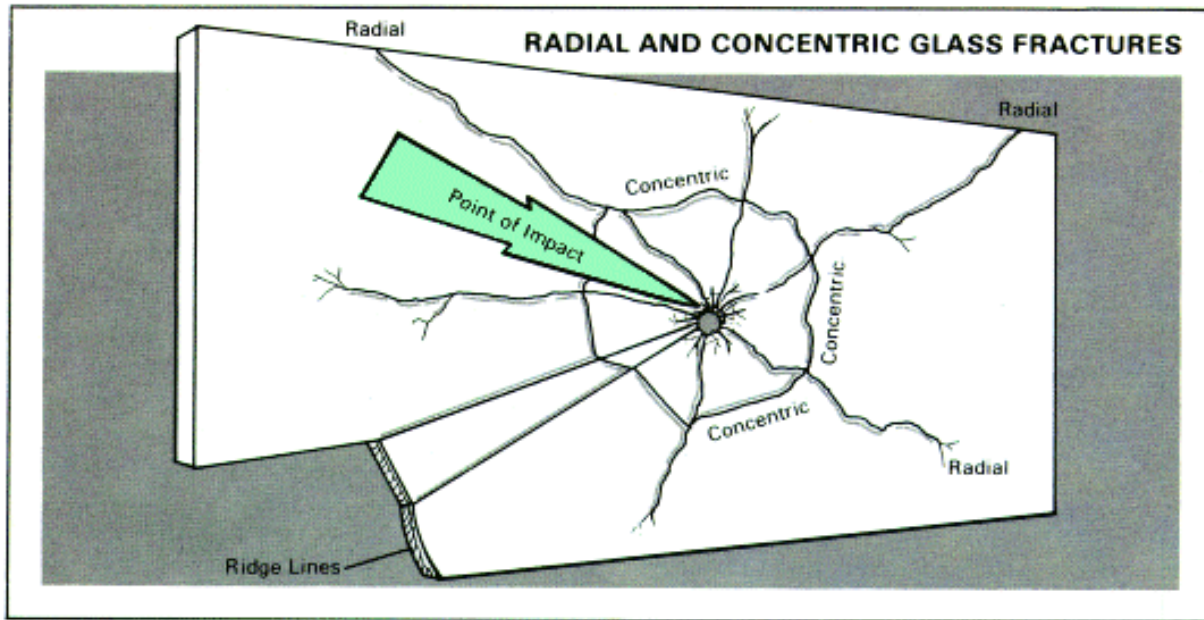 Radial
RADIAL AND CONCENTRIC GLASS FRACTURES
Radial
Concentric
Point of Impact
Concentric
Concentric
Radial
Ridge Lines